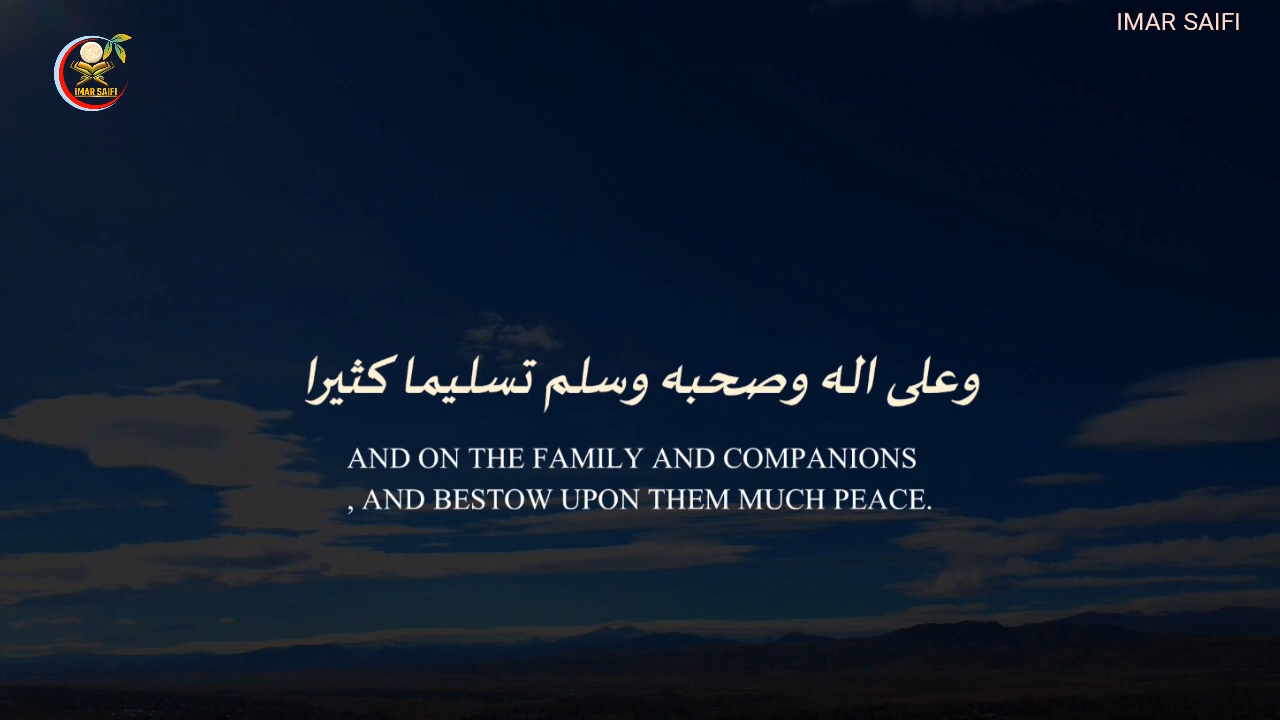 IMAR SAIFI
IMAR SAIFI
وعلى اله وصحبه وسلم تسليما كثيرا
AND ON THE FAMILY AND COMPANIONS
, AND BESTOW UPON THEM MUCH PEACE.